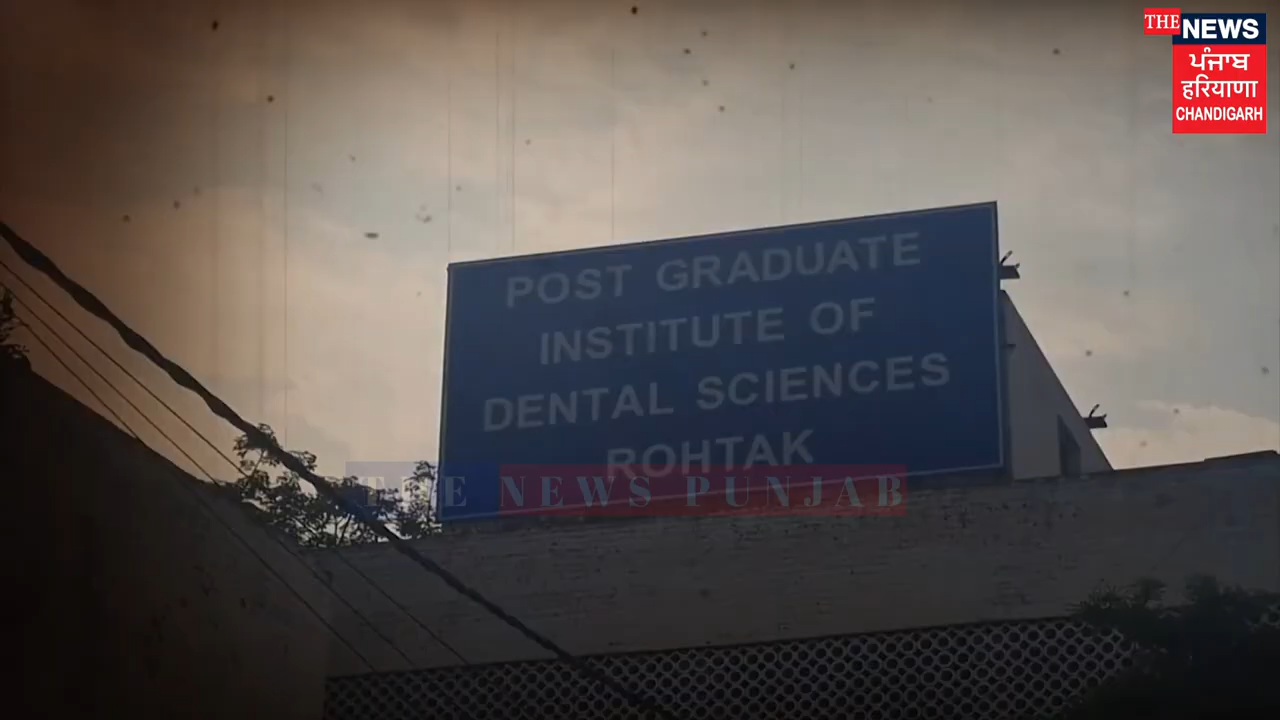 THE NEWS
ਪੰਜਾਬ
हरियाणा
CHANDIGARH
POST GRADUATE
INSTITUTE OF
DENTAL SCIENCES
ROHTAK
THE NEWS PUNJAB